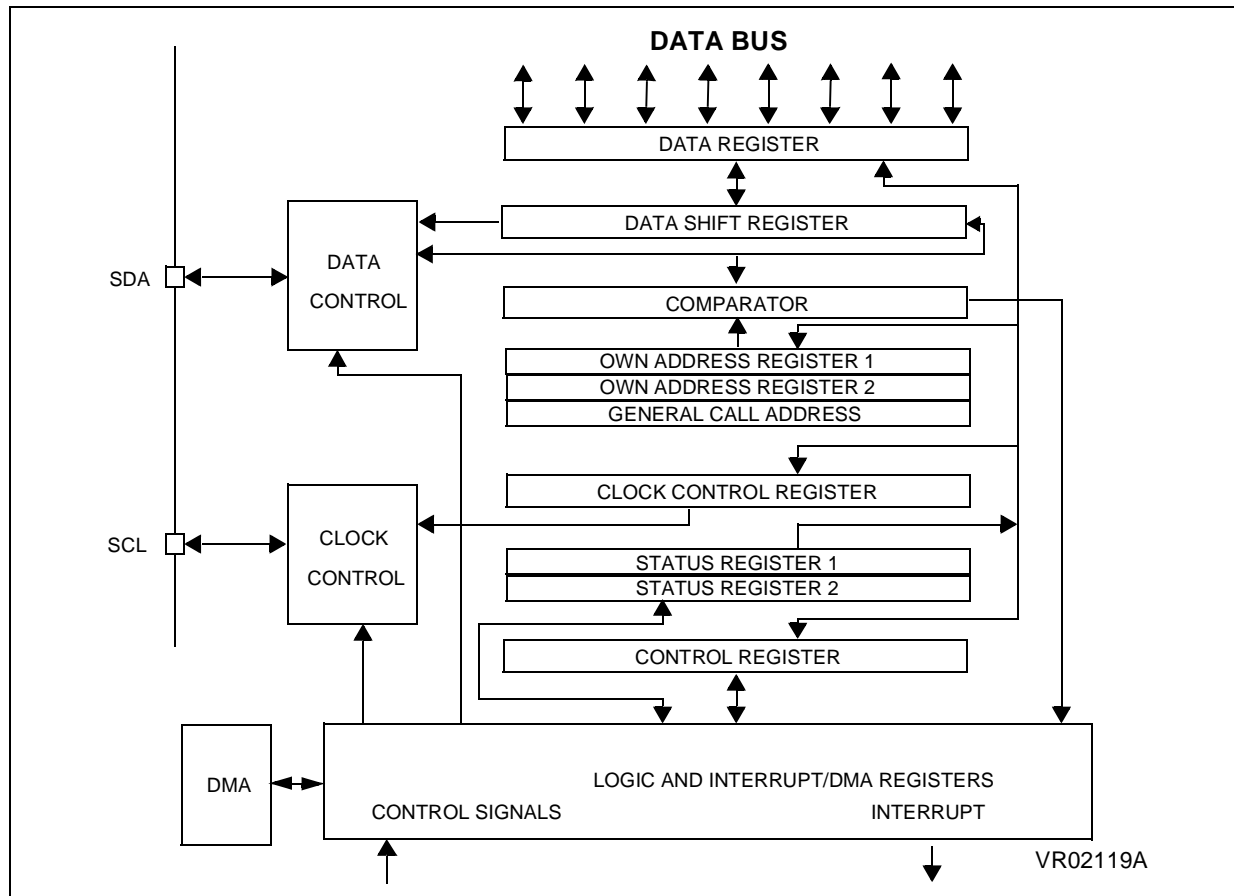 DATA BUS
DATA REGISTER
DATA SHIFT REGISTER
DATA
CONTROL
SDA
COMPARATOR
OWN ADDRESS REGISTER 1
OWN ADDRESS REGISTER 2
GENERAL CALL ADDRESS
CLOCK CONTROL REGISTER
SCL
CLOCK
CONTROL
STATUS REGISTER 1
STATUS REGISTER 2
CONTROL REGISTER
DMA
LOGIC AND INTERRUPT/DMA REGISTERS
CONTROL SIGNALS
INTERRUPT
VR02119A